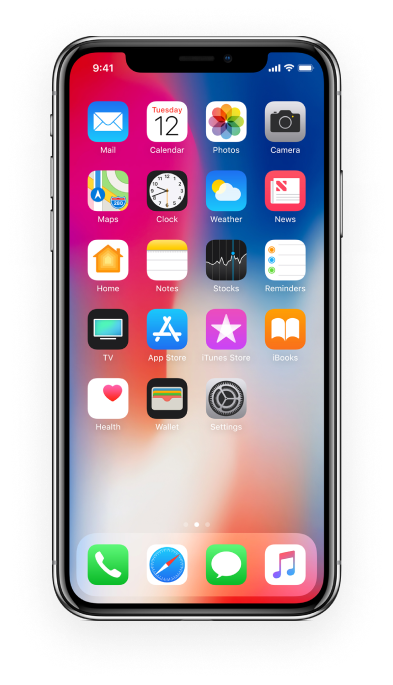 9:41
Tuesday
12
Mail
Calendar
Photos
Camera
280
Maps
Clock
Weather
News
Home
Notes
Stocks
Reminders
TV
App Store
iTunes Store
iBooks
Health
Wallet
Settings